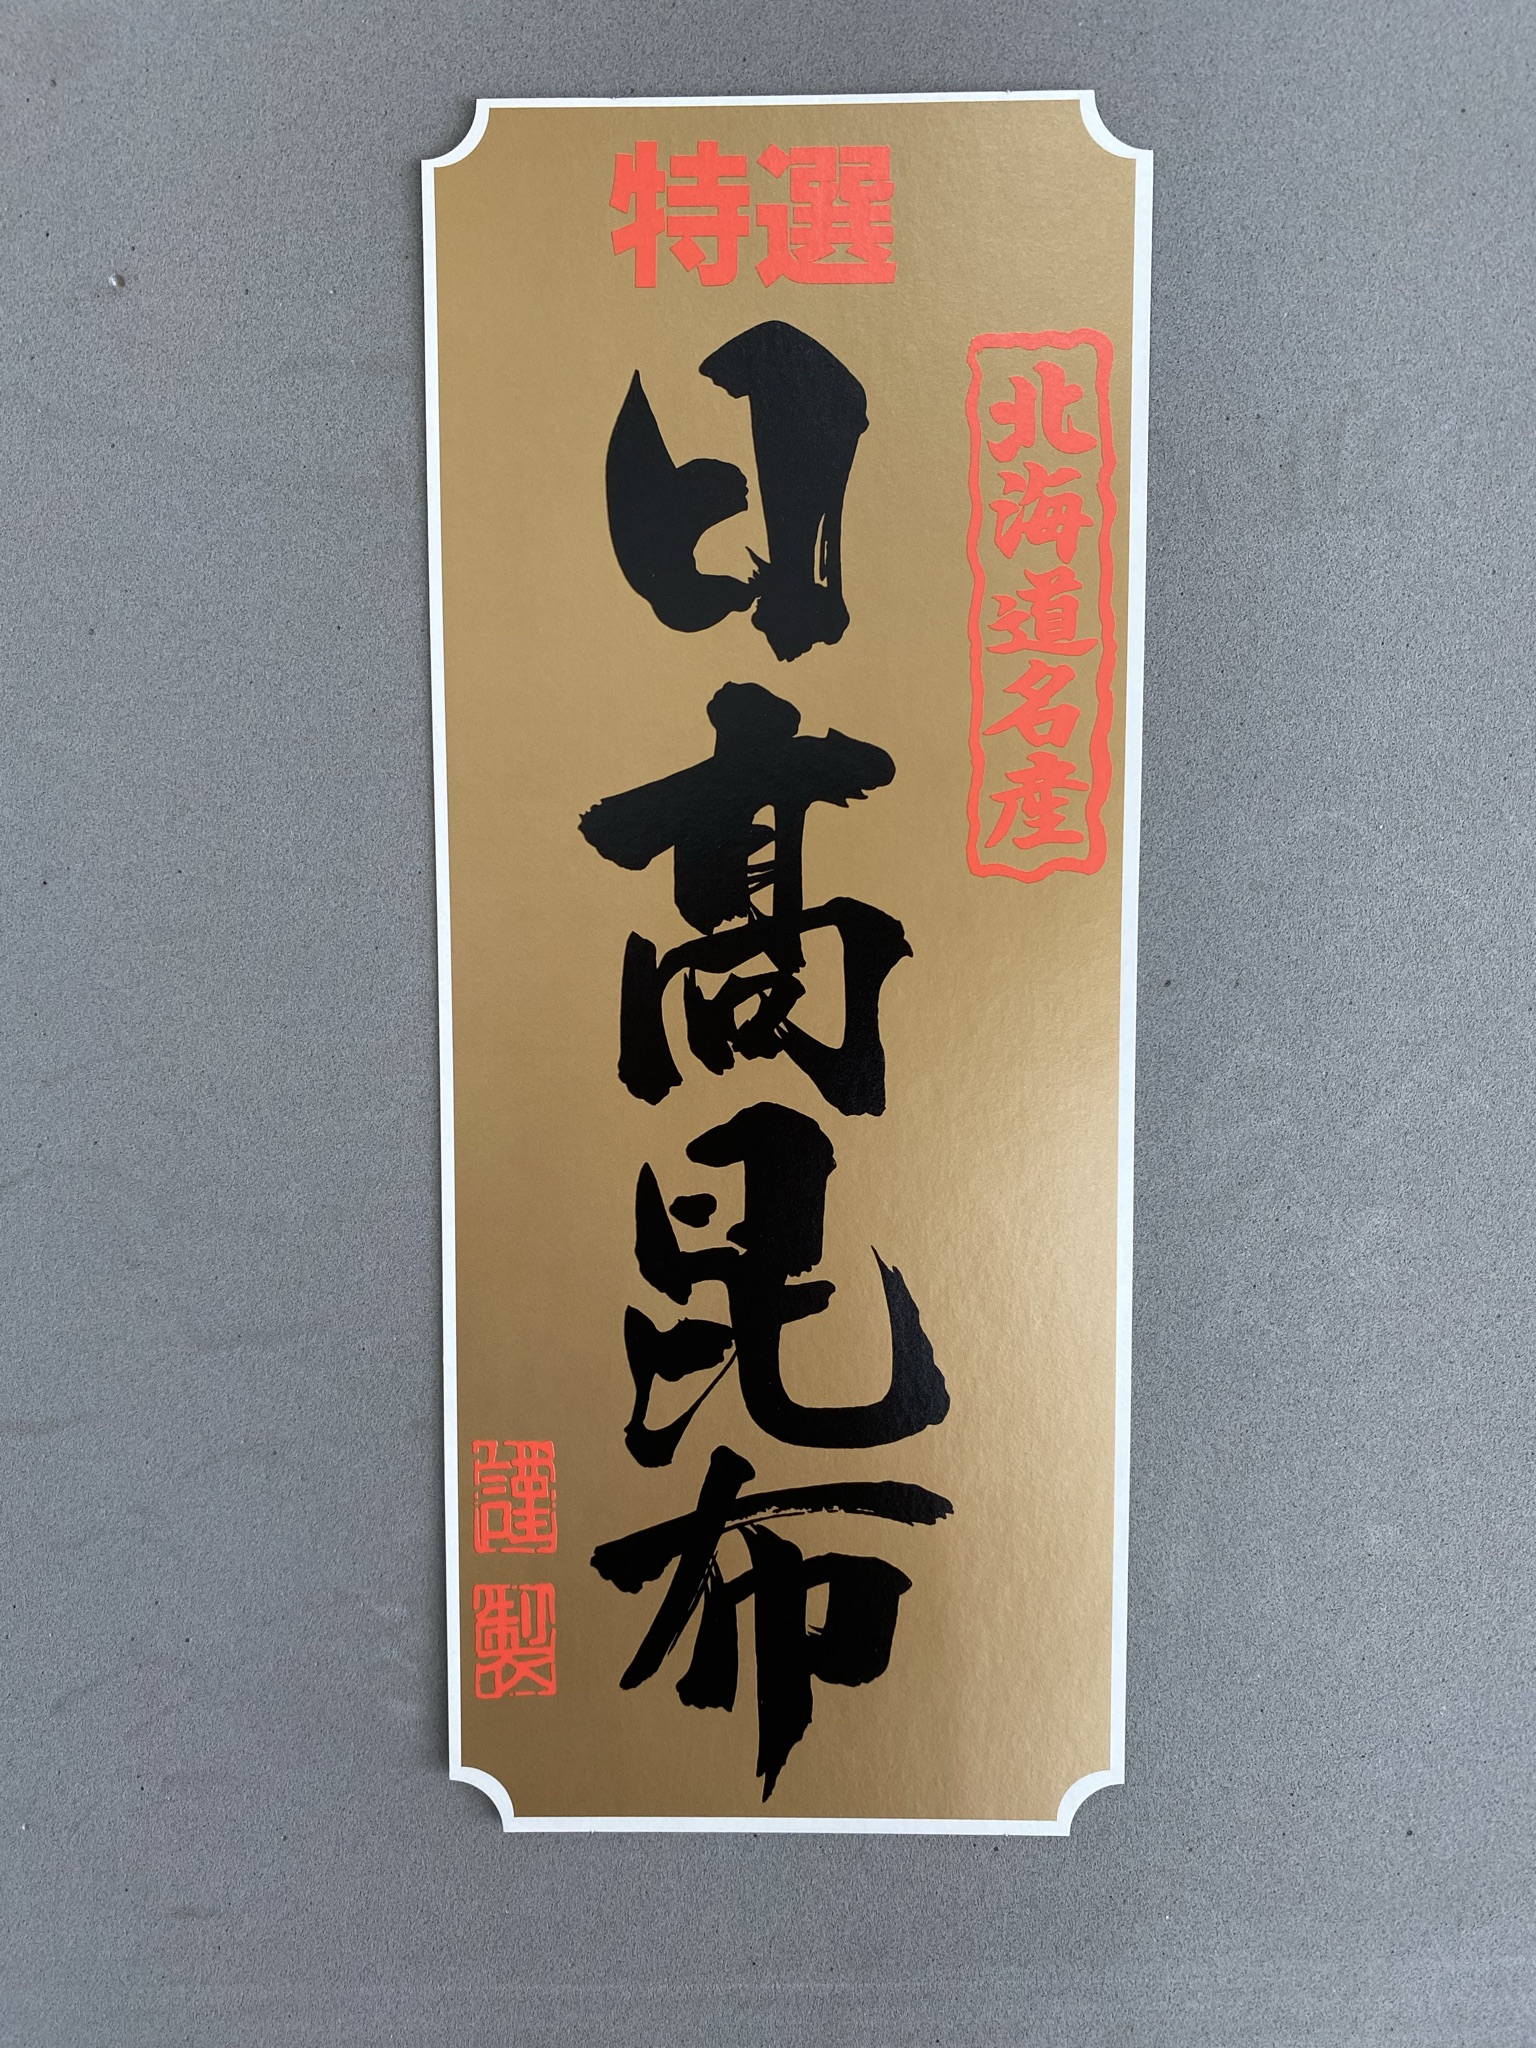 特選
北海道名産
日高昆布
謹製